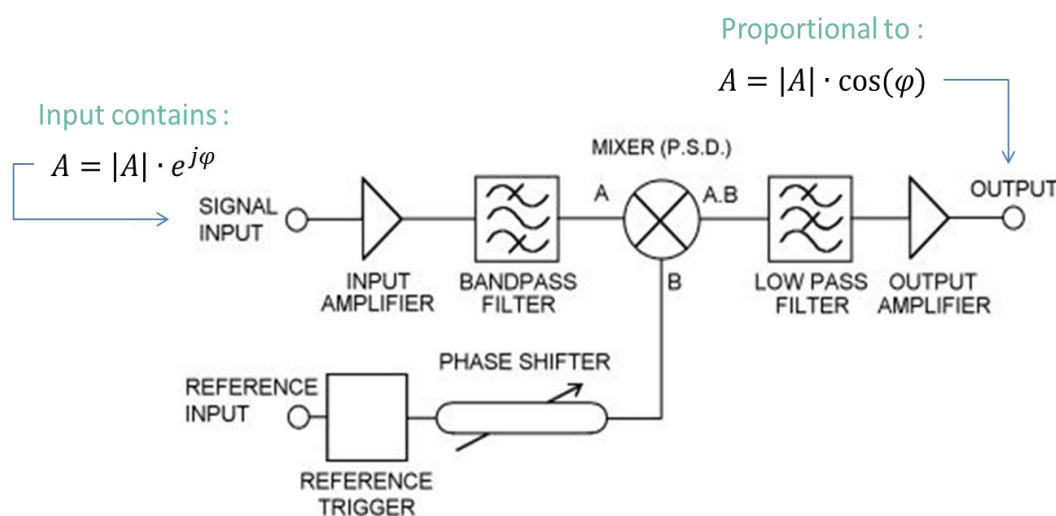 Proportional to :
A = |A| · cos(φ)
Input contains :
A = |A| · e^{jφ}
MIXER (P.S.D.)
SIGNAL
INPUT
A
A.B
OUTPUT
INPUT
AMPLIFIER
BANDPASS
FILTER
B
LOW PASS
FILTER
OUTPUT
AMPLIFIER
PHASE SHIFTER
REFERENCE
INPUT
REFERENCE
TRIGGER